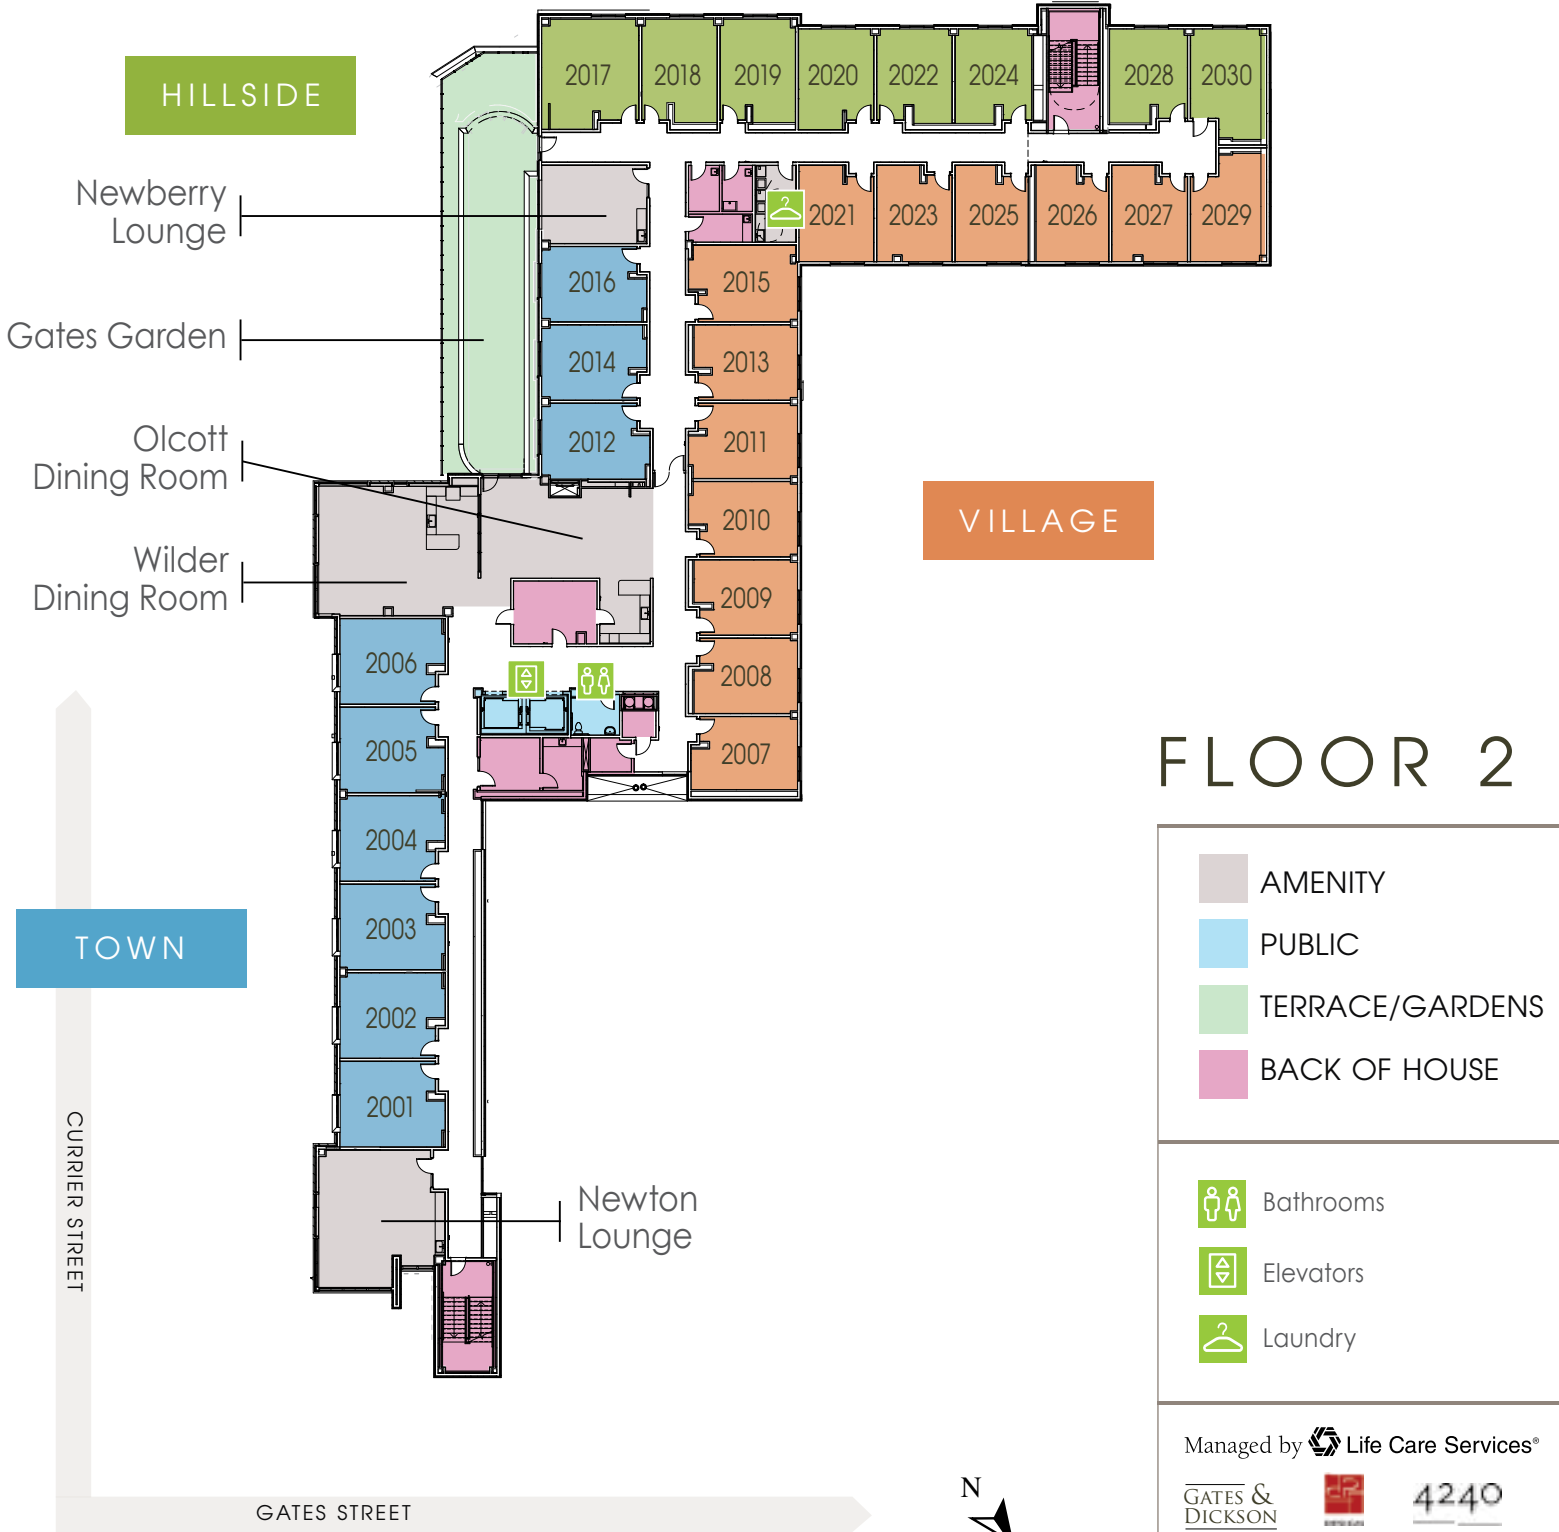 HILLSIDE
2017
2018
2019
2020
2022
2024
2028
2030
Newberry
Lounge
2021
2023
2025
2026
2027
2029
2016
2015
Gates Garden
2014
2013
Olcott
Dining Room
2012
2011
2010
VILLAGE
Wilder
Dining Room
2009
2006
2008
2005
2007
FLOOR 2
2004
AMENITY
2003
PUBLIC
TOWN
TERRACE/GARDENS
2002
BACK OF HOUSE
2001
CURRIER STREET
Newton
Lounge
Bathrooms
Elevators
Laundry
Managed by Life Care Services®
N
GATES &
DICKSON
4240
GATES STREET